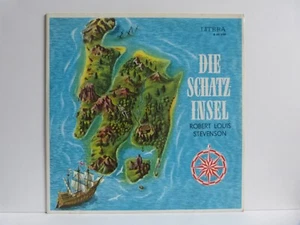 DIE
SCHATZ
INSEL
ROBERT LOUIS
STEVENSON